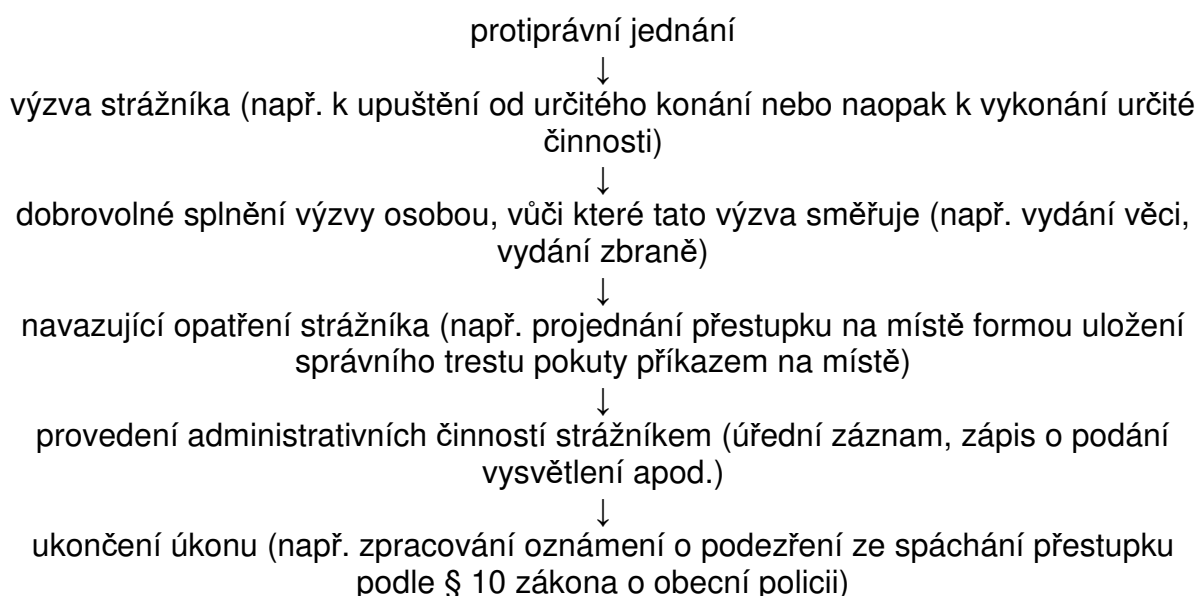 protiprávní jednání
↓
výzva strážníka (např. k upuštění od určitého konání nebo naopak k vykonání určité
činnosti)
↓
dobrovolné splnění výzvy osobou, vůči které tato výzva směřuje (např. vydání věci,
vydání zbraně)
↓
navazující opatření strážníka (např. projednání přestupku na místě formou uložení
správního trestu pokuty příkazem na místě)
↓
provedení administrativních činností strážníkem (úřední záznam, zápis o podání
vysvětlení apod.)
↓
ukončení úkonu (např. zpracování oznámení o podezření ze spáchání přestupku
podle § 10 zákona o obecní policii)